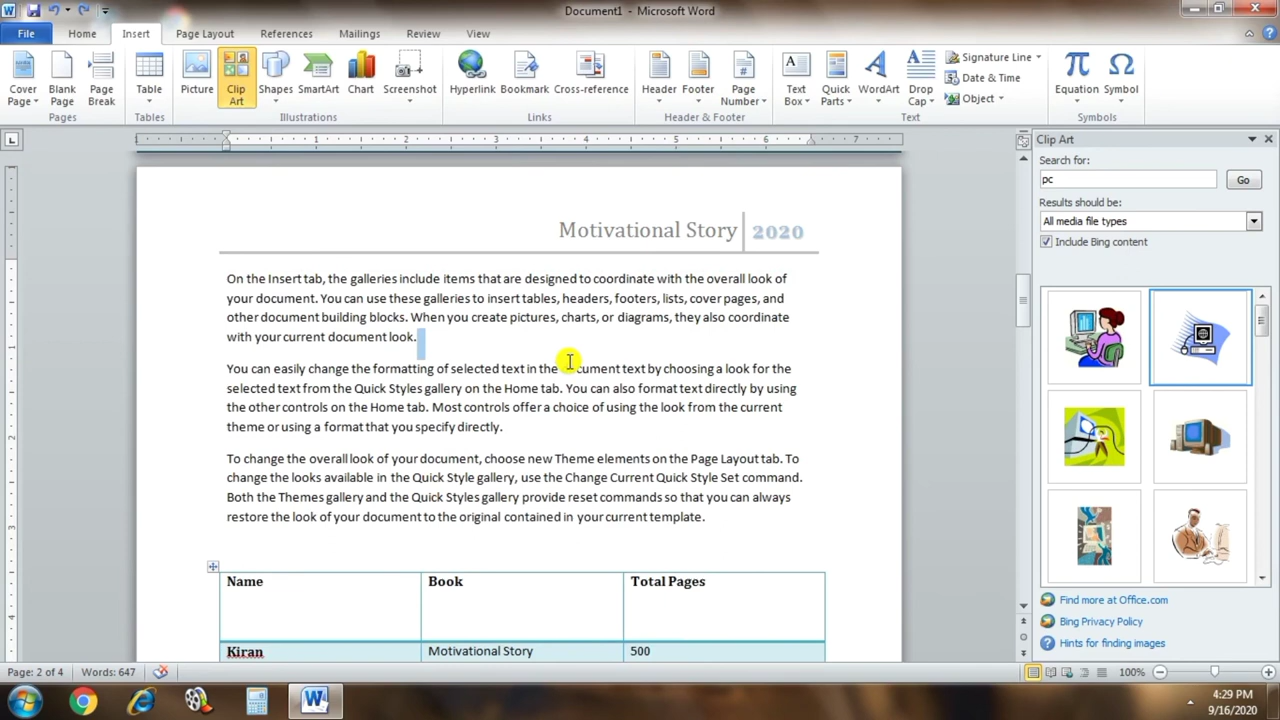 Document1 - Microsoft Word
File Home Insert Page Layout References Mailings Review View
Cover Page
Blank Page
Page Break
Table
Picture
Clip Art
Shapes
SmartArt
Chart
Screenshot
Hyperlink
Bookmark
Cross-reference
Header
Footer
Page Number
Text Box
Quick Parts
WordArt
Drop Cap
Signature Line
Date & Time
Object
Equation
Symbol
Pages Tables Illustrations Links Header & Footer Text Symbols
1 2 3 4 5 6 7
Motivational Story 2020
On the Insert tab, the galleries include items that are designed to coordinate with the overall look of
your document. You can use these galleries to insert tables, headers, footers, lists, cover pages, and
other document building blocks. When you create pictures, charts, or diagrams, they also coordinate
with your current document look.
You can easily change the formatting of selected text in the document text by choosing a look for the
selected text from the Quick Styles gallery on the Home tab. You can also format text directly by using
the other controls on the Home tab. Most controls offer a choice of using the look from the current
theme or using a format that you specify directly.
To change the overall look of your document, choose new Theme elements on the Page Layout tab. To
change the looks available in the Quick Style gallery, use the Change Current Quick Style Set command.
Both the Themes gallery and the Quick Styles gallery provide reset commands so that you can always
restore the look of your document to the original contained in your current template.
Name Book Total Pages
Kiran Motivational Story 500
Clip Art
Search for:
pc
Go
Results should be:
All media file types
Include Bing content
Find more at Office.com
Bing Privacy Policy
Hints for finding images
Page: 2 of 4 Words: 647 100%
4:29 PM
9/16/2020